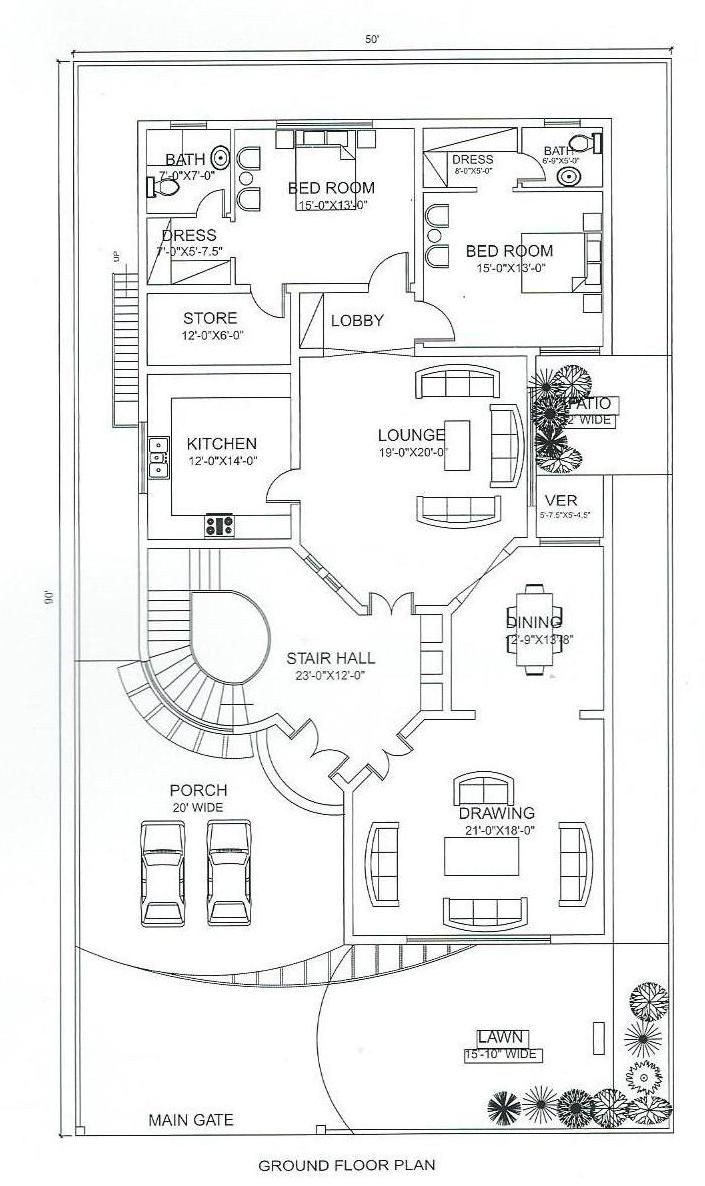 50'
BATH
7'-0"X7'-0"
BED ROOM
15'-0"X13'-0"
DRESS
8'-0"X5'-0"
BATH
6'-9"X5'-0"
DRESS
7'-0"X5'-7.5"
BED ROOM
15'-0"X13'-0"
UP
STORE
12'-0"X6'-0"
LOBBY
PATIO
2' WIDE
KITCHEN
12'-0"X14'-0"
LOUNGE
19'-0"X20'-0"
VER
5'-7.5"X5'-4.5"
90'
DINING
12'-9"X13'-8"
STAIR HALL
23'-0"X12'-0"
PORCH
20' WIDE
DRAWING
21'-0"X18'-0"
LAWN
15'-10" WIDE
MAIN GATE
GROUND FLOOR PLAN